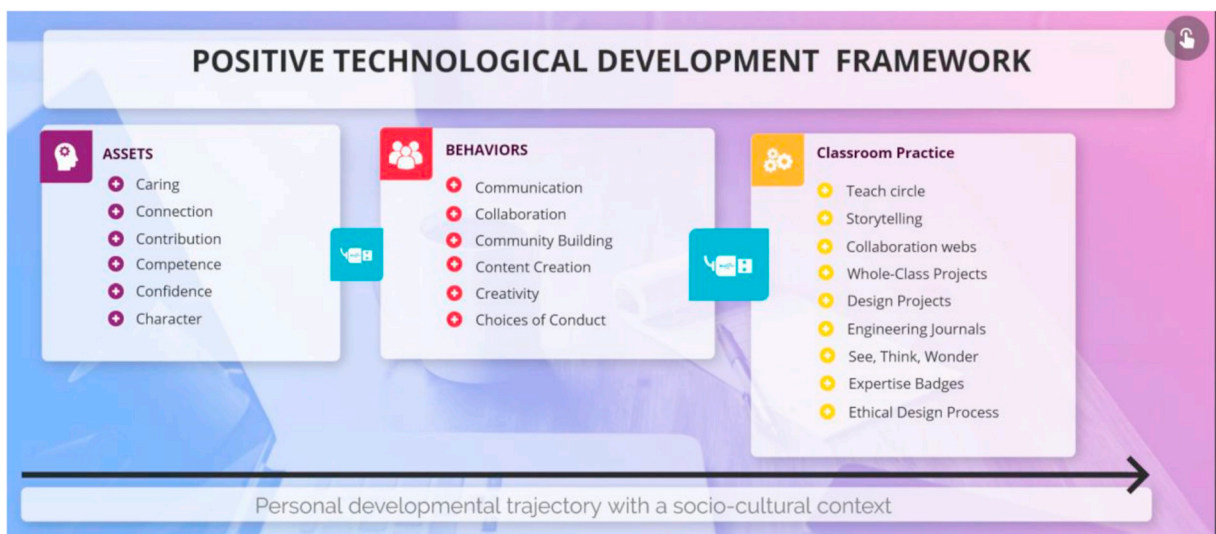 POSITIVE TECHNOLOGICAL DEVELOPMENT FRAMEWORK
ASSETS
Caring
Connection
Contribution
Competence
Confidence
Character
BEHAVIORS
Communication
Collaboration
Community Building
Content Creation
Creativity
Choices of Conduct
Classroom Practice
Teach circle
Storytelling
Collaboration webs
Whole-Class Projects
Design Projects
Engineering Journals
See, Think, Wonder
Expertise Badges
Ethical Design Process
Personal developmental trajectory with a socio-cultural context